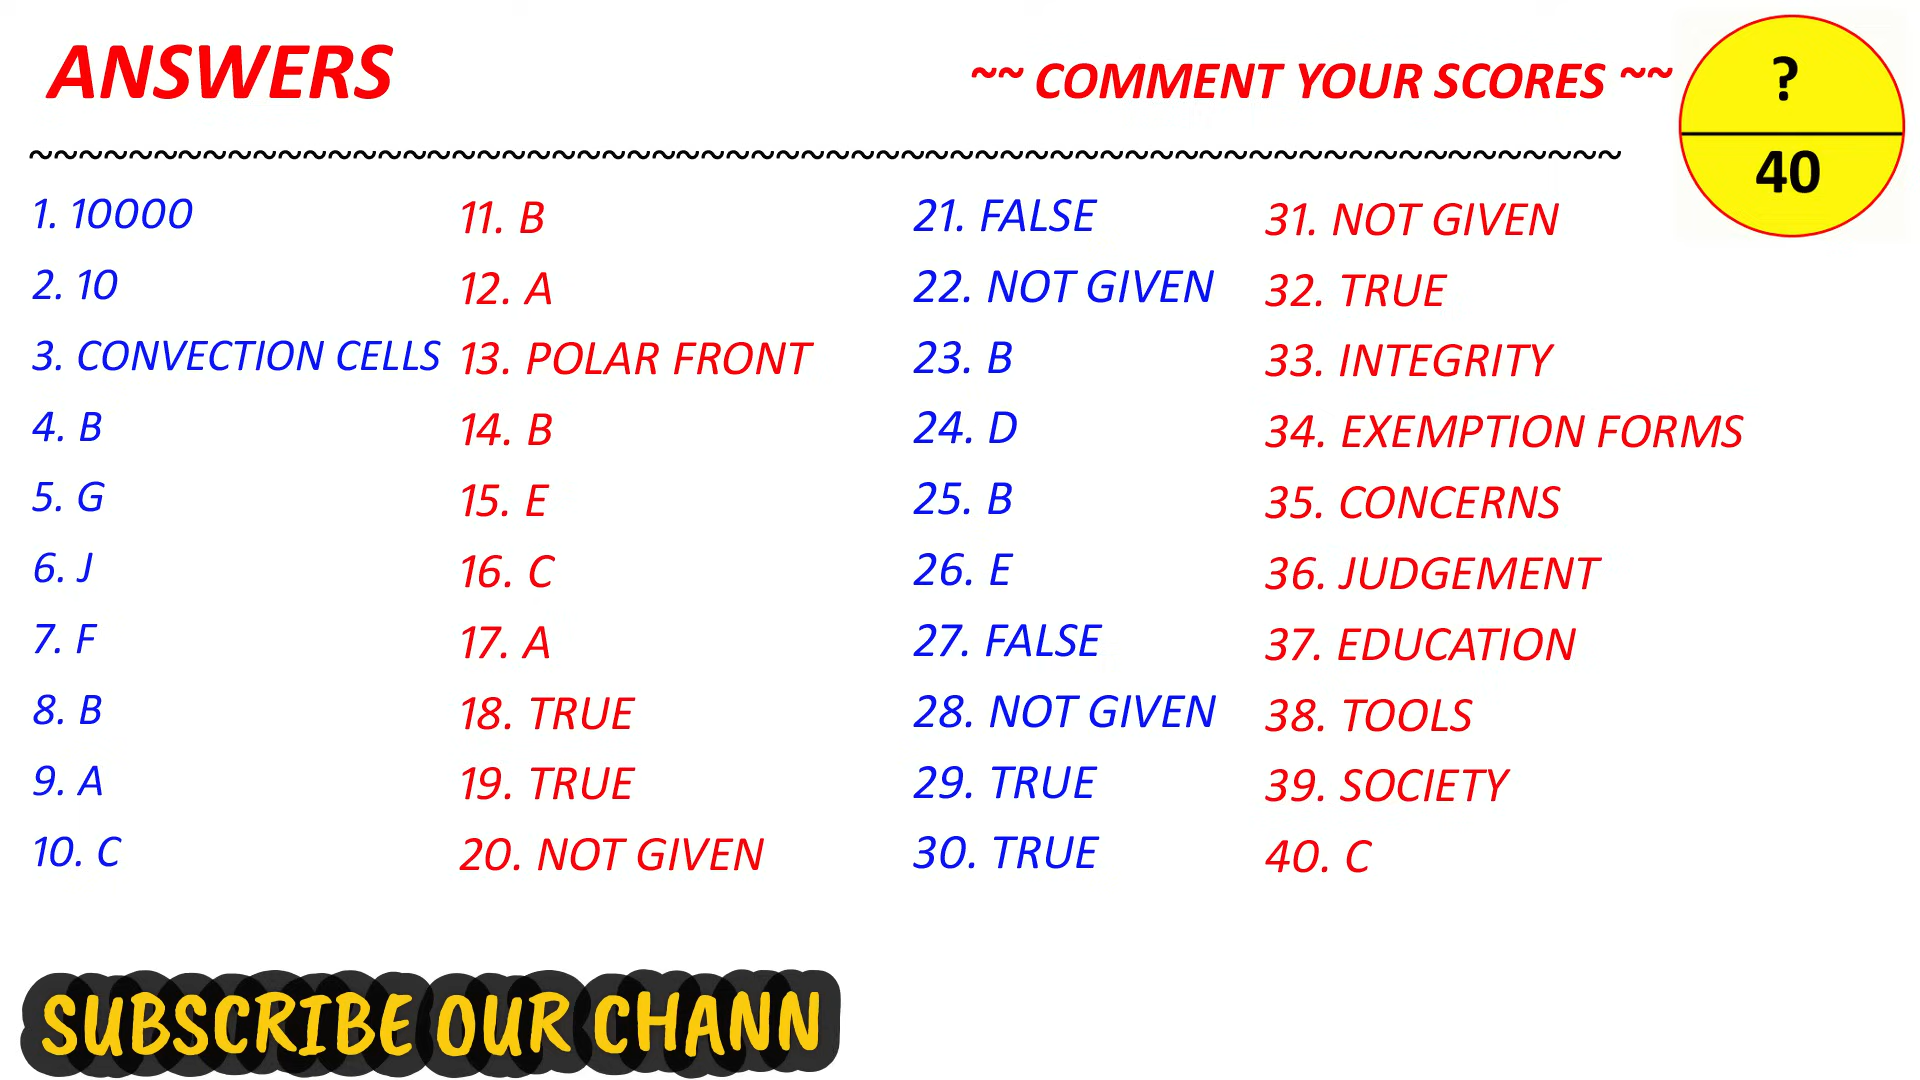 ANSWERS
~~ COMMENT YOUR SCORES ~~
?
40
~~~~~~~~~~~~~~~~~~~~~~~~~~~~~~~~~~~~~~~~~~~~~~~~~~~~~~~~~~~~~~~~
1. 10000
2. 10
3. CONVECTION CELLS
4. B
5. G
6. J
7. F
8. B
9. A
10. C
11. B
12. A
13. POLAR FRONT
14. B
15. E
16. C
17. A
18. TRUE
19. TRUE
20. NOT GIVEN
21. FALSE
22. NOT GIVEN
23. B
24. D
25. B
26. E
27. FALSE
28. NOT GIVEN
29. TRUE
30. TRUE
31. NOT GIVEN
32. TRUE
33. INTEGRITY
34. EXEMPTION FORMS
35. CONCERNS
36. JUDGEMENT
37. EDUCATION
38. TOOLS
39. SOCIETY
40. C
SUBSCRIBE OUR CHANN